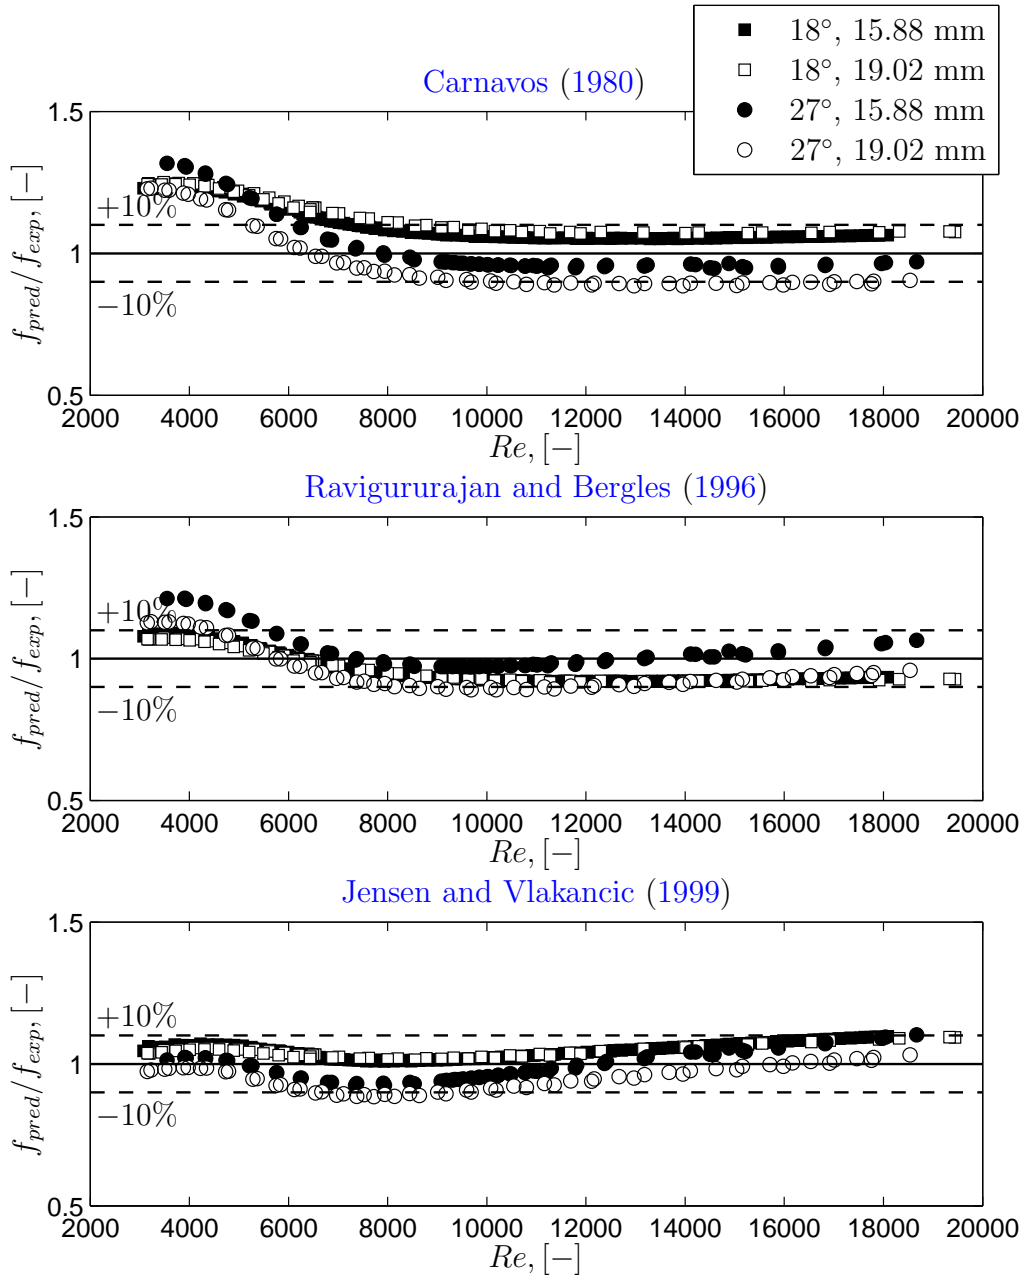 18°, 15.88 mm
18°, 19.02 mm
27°, 15.88 mm
27°, 19.02 mm
Carnavos (1980)
1.5
1
0.5
f_pred/f_exp, [−]
+10%
−10%
2000 4000 6000 8000 10000 12000 14000 16000 18000 20000
Re, [−]
Ravigururajan and Bergles (1996)
1.5
1
0.5
f_pred/f_exp, [−]
+10%
−10%
2000 4000 6000 8000 10000 12000 14000 16000 18000 20000
Re, [−]
Jensen and Vlakancic (1999)
1.5
1
0.5
f_pred/f_exp, [−]
+10%
−10%
2000 4000 6000 8000 10000 12000 14000 16000 18000 20000
Re, [−]